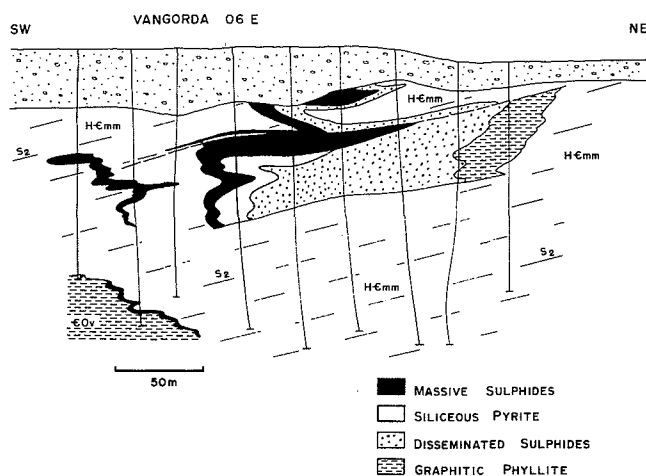 VANGORDA 06 E
SW
NE
H-Єmm
H-Єmm
S2
H-Єmm
S2
S2
H-Єmm
ЄOv
50m
MASSIVE SULPHIDES
SILICEOUS PYRITE
DISSEMINATED SULPHIDES
GRAPHITIC PHYLLITE